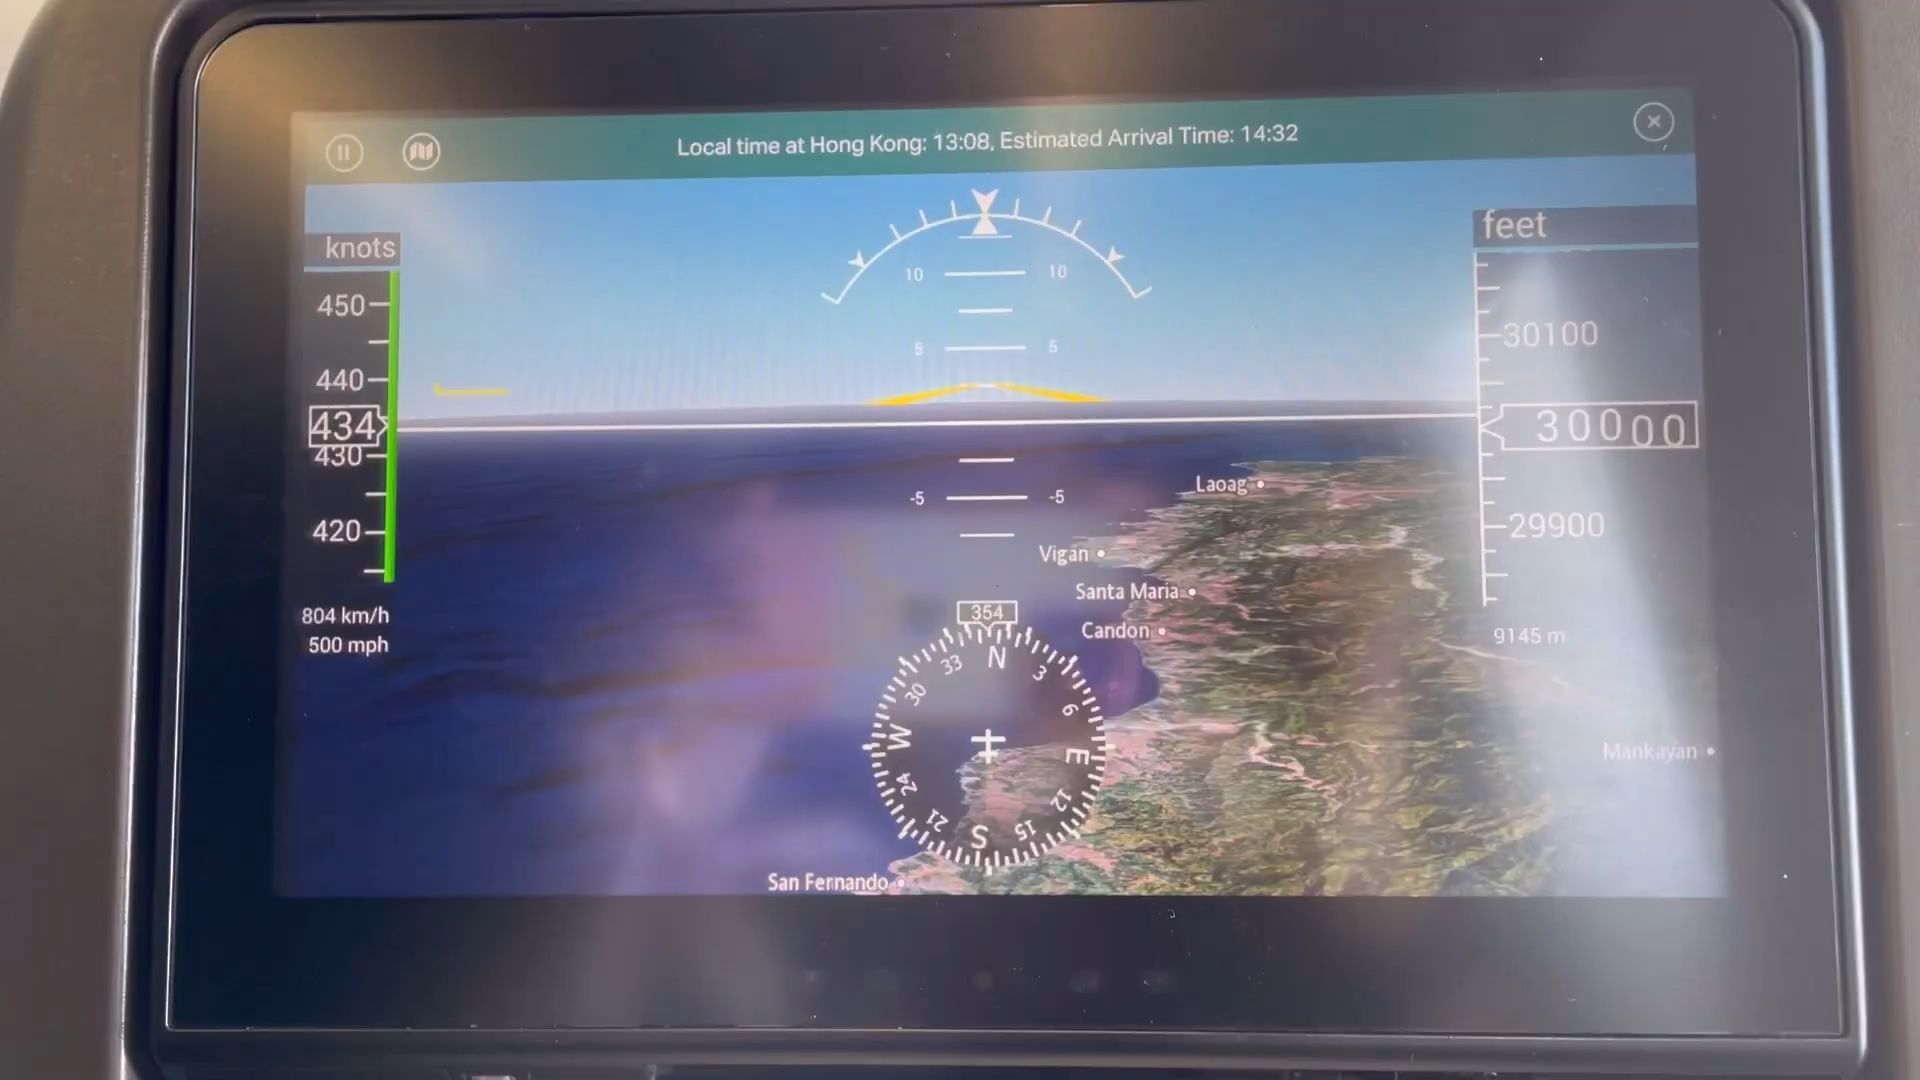 Local time at Hong Kong: 13:08, Estimated Arrival Time: 14:32
knots
450
440
434
430
420
804 km/h
500 mph
10 10
5 5
-5 -5
feet
30100
30000
29900
9145 m
Laoag
Vigan
Santa Maria
Candon
Mankayan
San Fernando
354
N
3
6
E
12
15
S
21
24
W
30
33